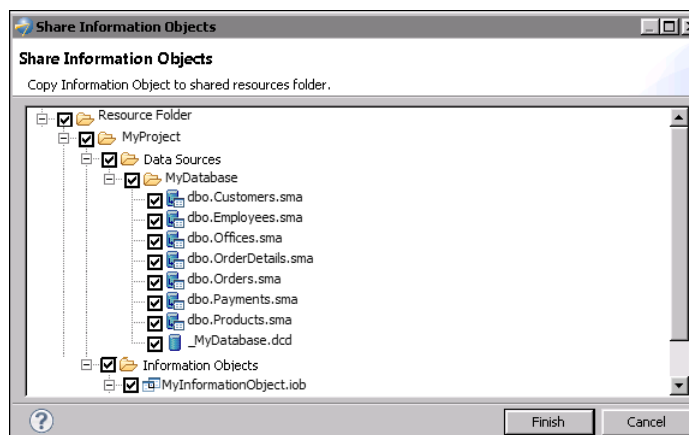 Share Information Objects
Share Information Objects
Copy Information Object to shared resources folder.
Resource Folder
MyProject
Data Sources
MyDatabase
dbo.Customers.sma
dbo.Employees.sma
dbo.Offices.sma
dbo.OrderDetails.sma
dbo.Orders.sma
dbo.Payments.sma
dbo.Products.sma
_MyDatabase.dcd
Information Objects
MyInformationObject.iob
? Finish Cancel